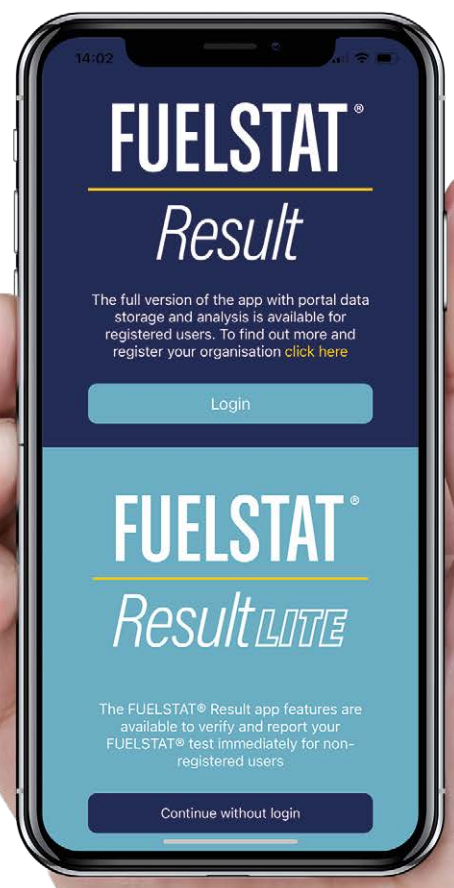 14:02
FUELSTAT®
Result
The full version of the app with portal data
storage and analysis is available for
registered users. To find out more and
register your organisation click here
Login
FUELSTAT®
Result LITE
The FUELSTAT® Result app features are
available to verify and report your
FUELSTAT® test immediately for non-
registered users
Continue without login